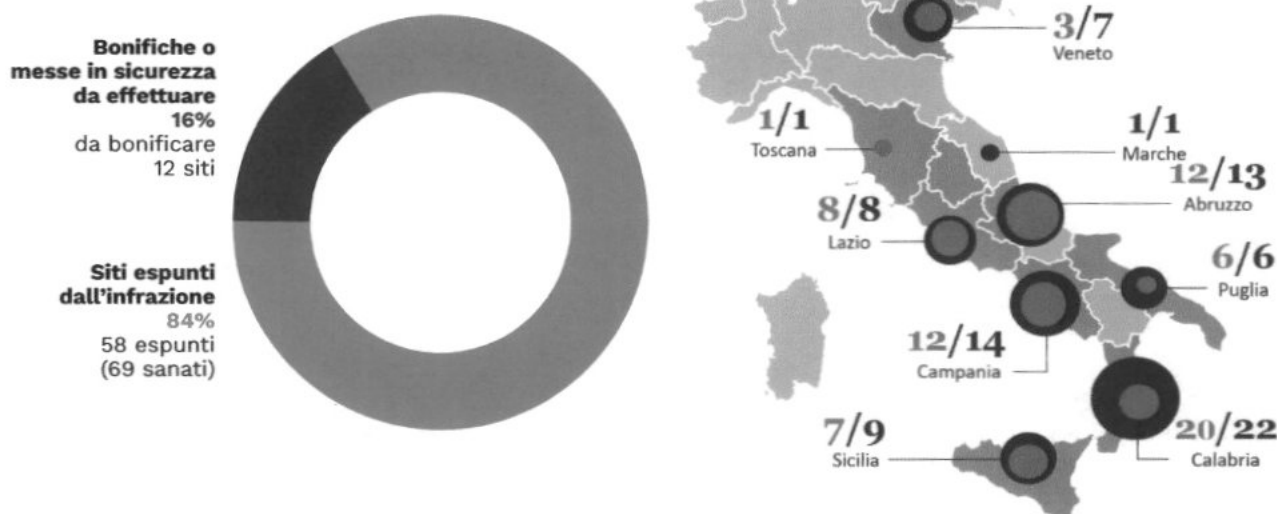 Bonifiche o
messe in sicurezza
da effettuare
16%
da bonificare
12 siti
Siti espunti
dall'infrazione
84%
58 espunti
(69 sanati)
3/7
Veneto
1/1
Toscana
1/1
Marche
12/13
Abruzzo
8/8
Lazio
6/6
Puglia
12/14
Campania
7/9
Sicilia
20/22
Calabria